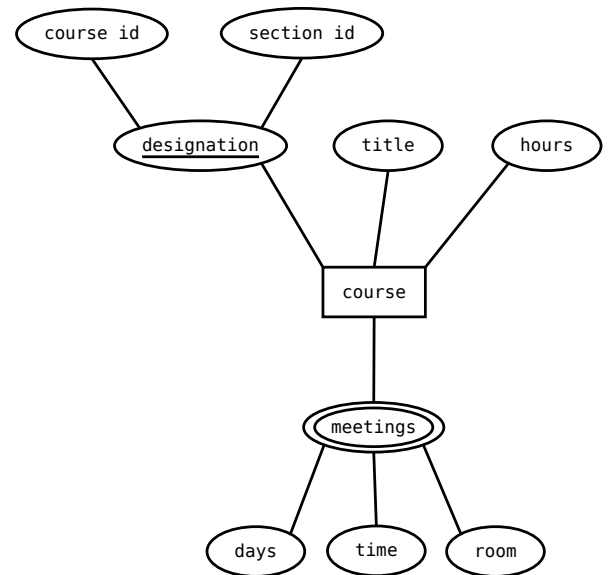 course id
section id
designation
title
hours
course
meetings
days
time
room